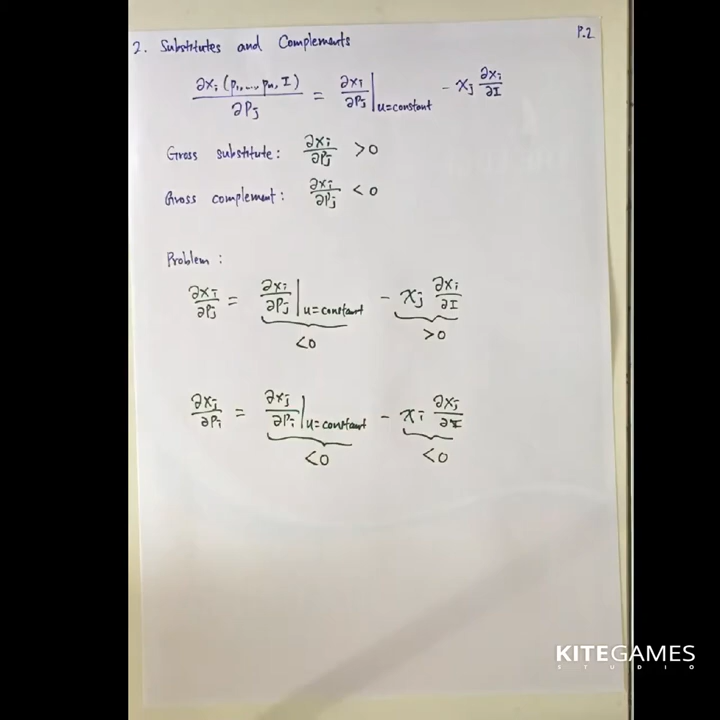 P.2
2. Substitutes and Complements
∂xᵢ(p₁,..., pₙ, I) / ∂Pⱼ = ∂xᵢ/∂Pⱼ |u=constant - xⱼ ∂xᵢ/∂I
Gross substitute: ∂xᵢ/∂Pⱼ >0
Gross complement: ∂xᵢ/∂Pⱼ <0
Problem :
∂xᵢ/∂Pⱼ = ∂xᵢ/∂Pⱼ |u=constant - xⱼ ∂xᵢ/∂I
<0 >0
∂xⱼ/∂Pᵢ = ∂xⱼ/∂Pᵢ |u=constant - xᵢ ∂xⱼ/∂I
<0 <0
KITEGAMES
STUDIO